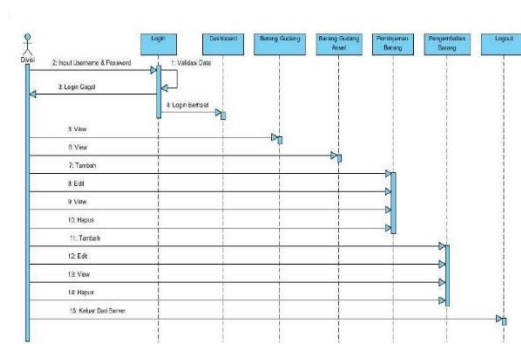 Login
Dashboard
Barang Gudang
Barang Gudang
Asset
Peminjaman
Barang
Pengembalian
Barang
Logout
Divisi
2: Input Username & Password
1: Validasi Data
3: Login Gagal
4: Login Berhasil
5: View
6: View
7: Tambah
8: Edit
9: View
10: Hapus
11: Tambah
12: Edit
13: View
14: Hapus
15: Keluar Dari Server